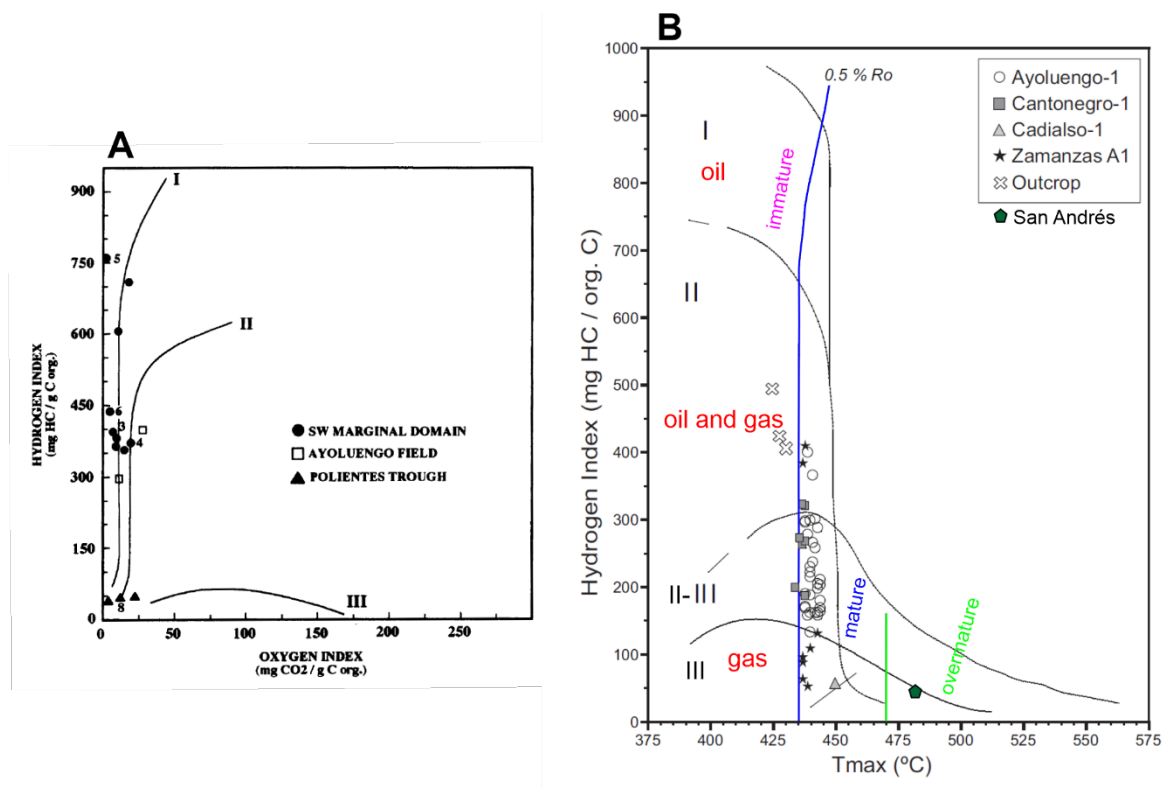 A
900
750
600
450
300
150
0
HYDROGEN INDEX
(mg HC / g C org.)
I
II
III
5
6
3
4
8
SW MARGINAL DOMAIN
AYOLUENGO FIELD
POLIENTES TROUGH
0 50 75 100 150 200 250
OXYGEN INDEX
(mg CO2 / g C org.)
B
1000
900
800
700
600
500
400
300
200
100
0
Hydrogen Index (mg HC / org. C)
0.5 % Ro
I
oil
immature
II
oil and gas
II-III
mature
III
gas
overmature
Ayoluengo-1
Cantonegro-1
Cadialso-1
Zamanzas A1
Outcrop
San Andrés
375 400 425 450 475 500 525 550 575
Tmax (ºC)